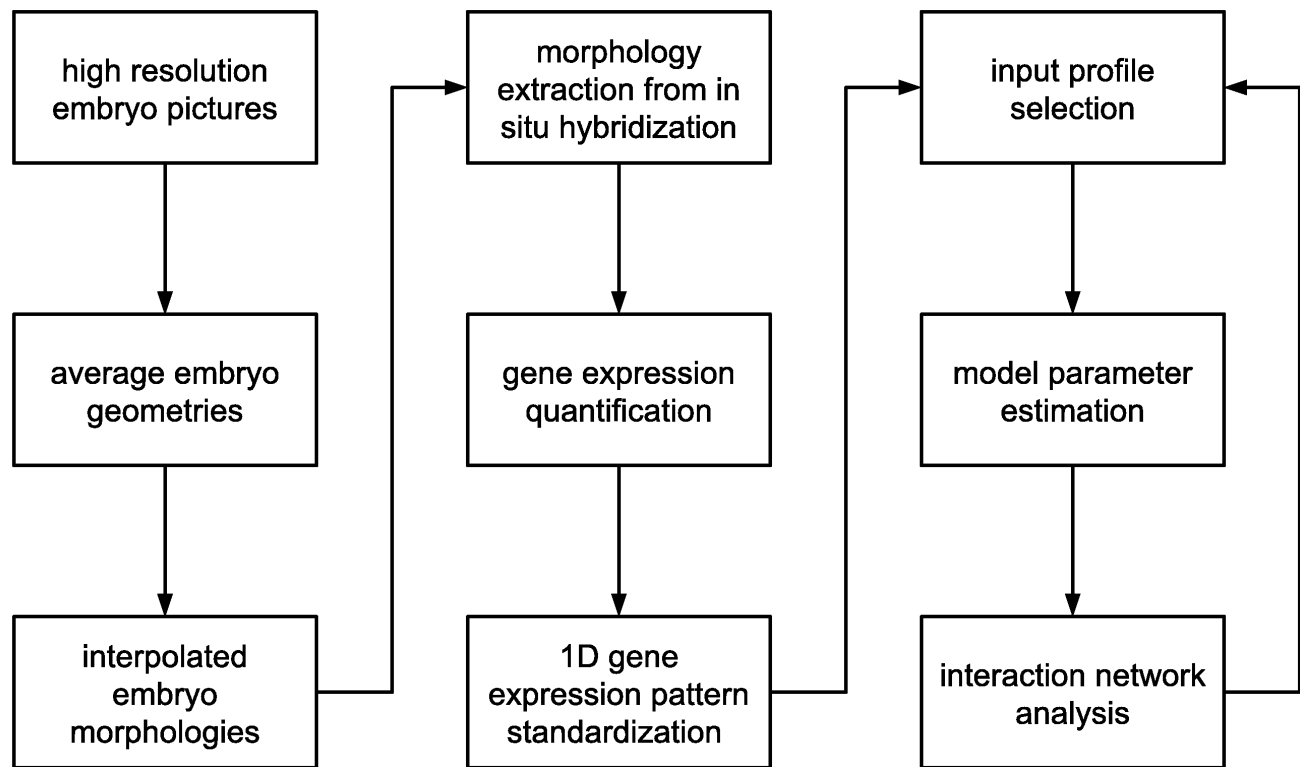 high resolution
embryo pictures
average embryo
geometries
interpolated
embryo
morphologies
morphology
extraction from in
situ hybridization
gene expression
quantification
1D gene
expression pattern
standardization
input profile
selection
model parameter
estimation
interaction network
analysis